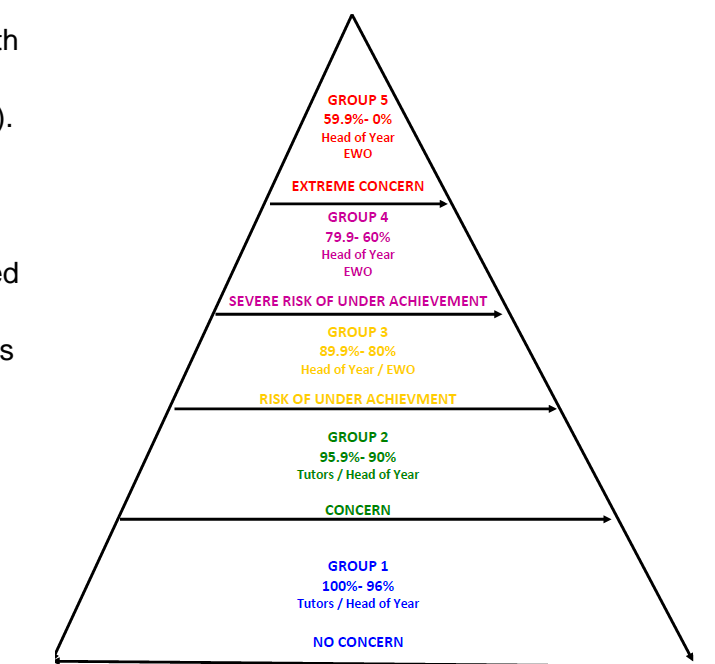 th
).
ed
s
GROUP 5
59.9%- 0%
Head of Year
EWO
EXTREME CONCERN
GROUP 4
79.9- 60%
Head of Year
EWO
SEVERE RISK OF UNDER ACHIEVEMENT
GROUP 3
89.9%- 80%
Head of Year / EWO
RISK OF UNDER ACHIEVMENT
GROUP 2
95.9%- 90%
Tutors / Head of Year
CONCERN
GROUP 1
100%- 96%
Tutors / Head of Year
NO CONCERN